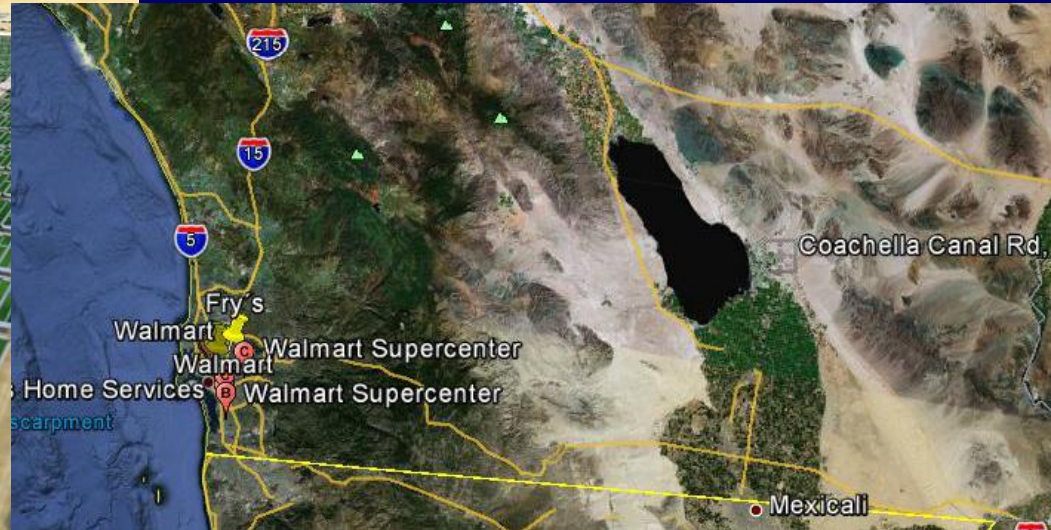 215
15
5
Coachella Canal Rd,
Fry's
Walmart
C
Walmart Supercenter
Walmart
s Home Services
B
Walmart Supercenter
scarpment
Mexicali